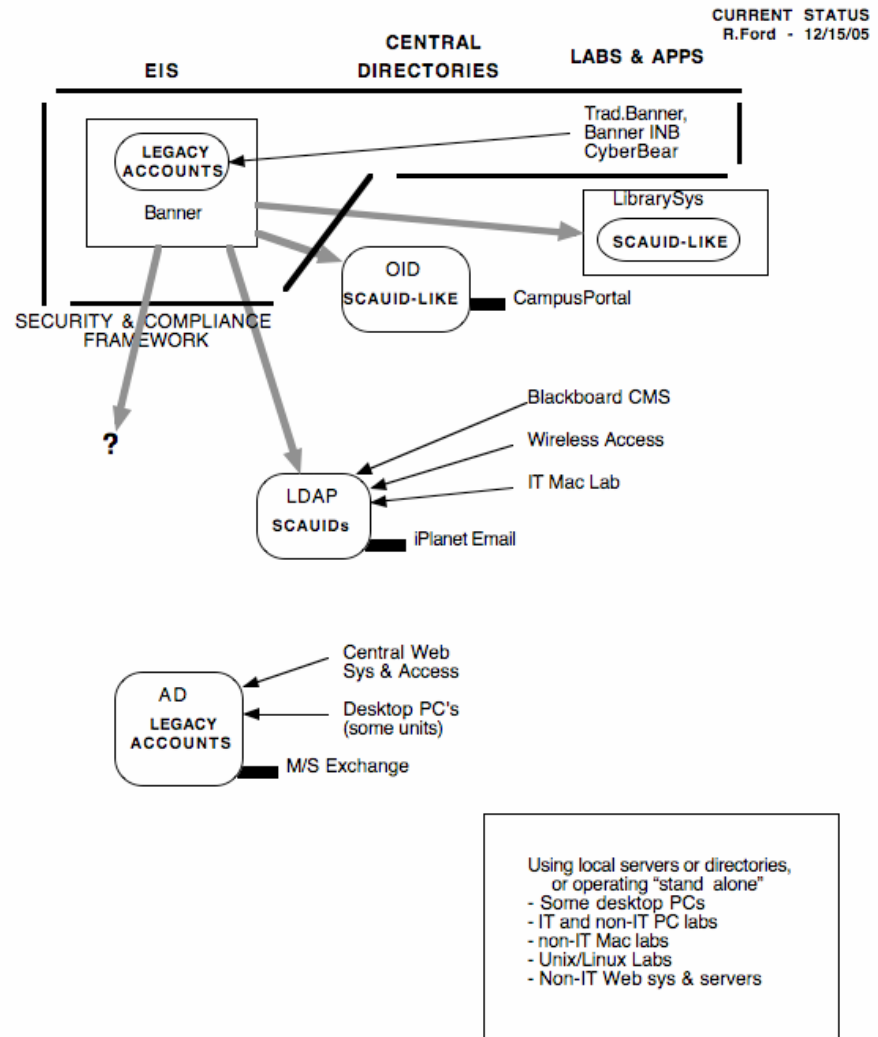 CURRENT STATUS
R.Ford - 12/15/05
EIS
CENTRAL
DIRECTORIES
LABS & APPS
LEGACY
ACCOUNTS
Banner
Trad.Banner,
Banner INB
CyberBear
LibrarySys
SCAUID-LIKE
OID
SCAUID-LIKE
CampusPortal
SECURITY & COMPLIANCE
FRAMEWORK
?
Blackboard CMS
Wireless Access
IT Mac Lab
LDAP
SCAUIDs
iPlanet Email
Central Web
Sys & Access
AD
LEGACY
ACCOUNTS
Desktop PC's
(some units)
M/S Exchange
Using local servers or directories,
or operating “stand alone”
- Some desktop PCs
- IT and non-IT PC labs
- non-IT Mac labs
- Unix/Linux Labs
- Non-IT Web sys & servers